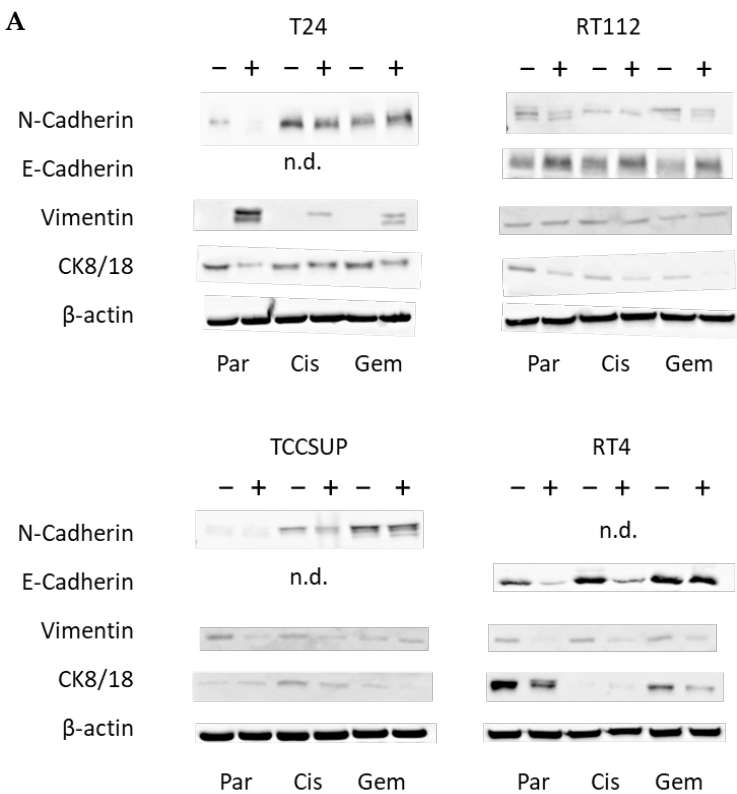 A
T24 RT112
− + − + − + − + − + − +
N-Cadherin
E-Cadherin n.d.
Vimentin
CK8/18
β-actin
Par Cis Gem Par Cis Gem
TCCSUP RT4
− + − + − + − + − + − +
N-Cadherin n.d.
E-Cadherin n.d.
Vimentin
CK8/18
β-actin
Par Cis Gem Par Cis Gem